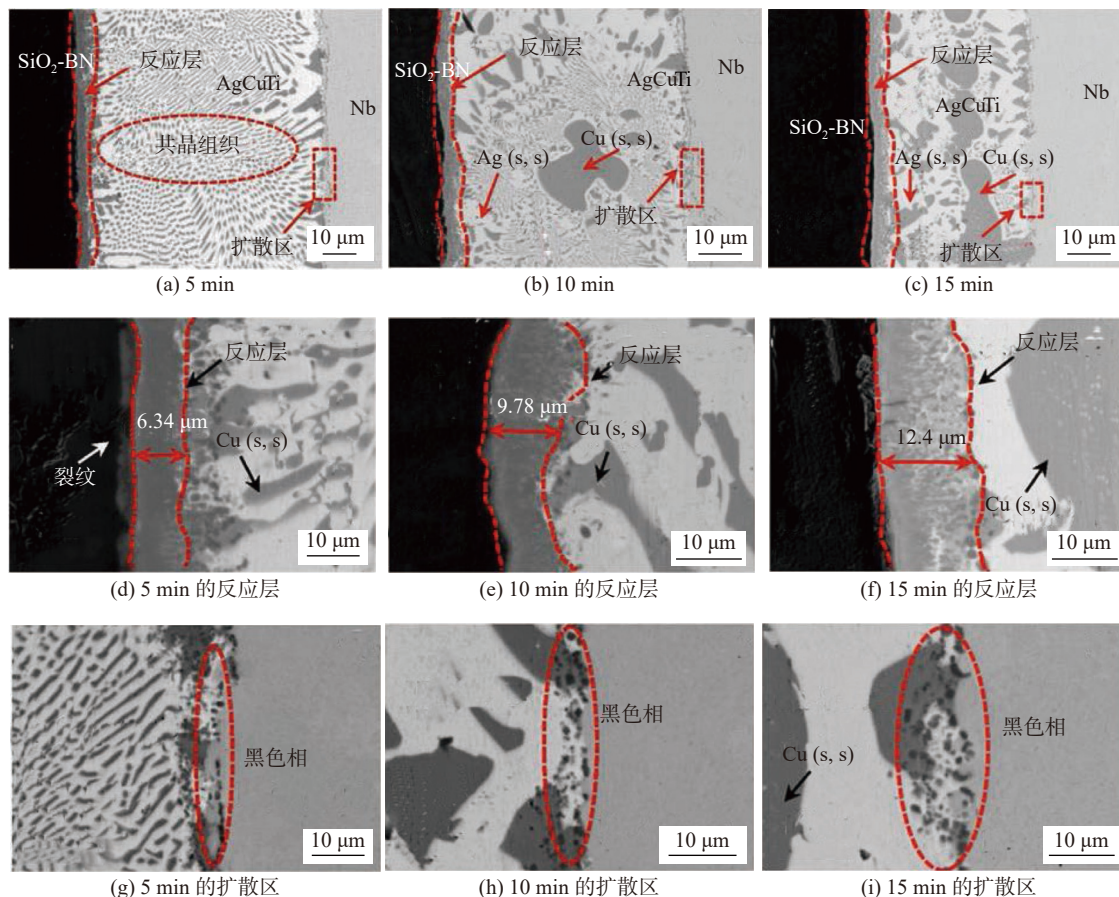 SiO2-BN
反应层
AgCuTi
Nb
共晶组织
扩散区
10 μm
(a) 5 min
SiO2-BN
反应层
AgCuTi
Nb
Cu (s, s)
Ag (s, s)
扩散区
10 μm
(b) 10 min
反应层
Nb
AgCuTi
SiO2-BN
Ag (s, s)
Cu (s, s)
扩散区
10 μm
(c) 15 min
反应层
6.34 μm
Cu (s, s)
裂纹
10 μm
(d) 5 min 的反应层
反应层
9.78 μm
Cu (s, s)
10 μm
(e) 10 min 的反应层
反应层
12.4 μm
Cu (s, s)
10 μm
(f) 15 min 的反应层
黑色相
10 μm
(g) 5 min 的扩散区
黑色相
10 μm
(h) 10 min 的扩散区
黑色相
Cu (s, s)
10 μm
(i) 15 min 的扩散区